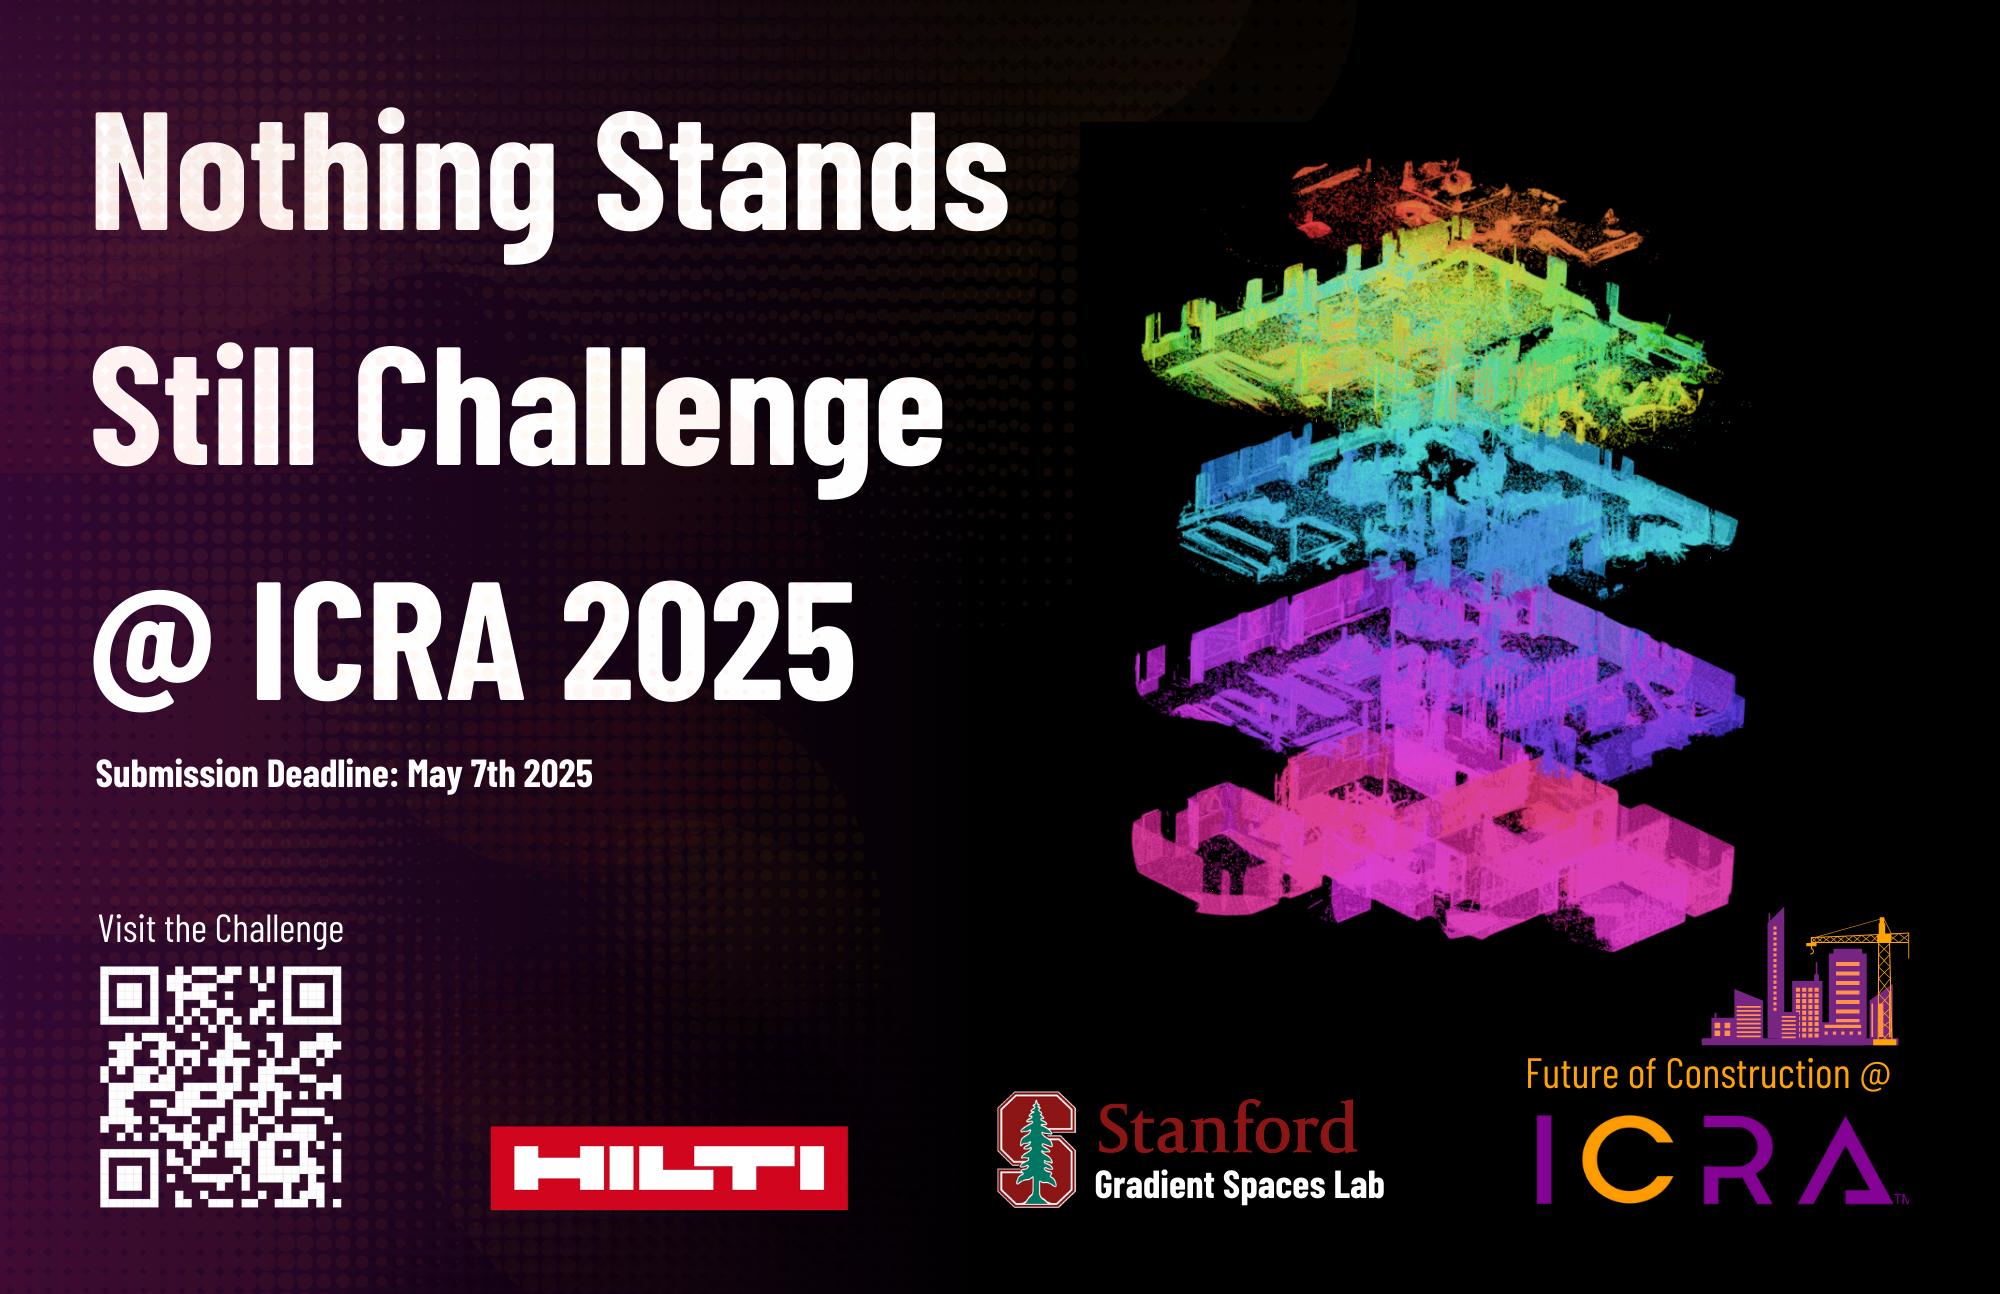 Nothing Stands
Still Challenge
@ ICRA 2025
Submission Deadline: May 7th 2025
Visit the Challenge
HILTI
Stanford
Gradient Spaces Lab
Future of Construction @
ICRA™